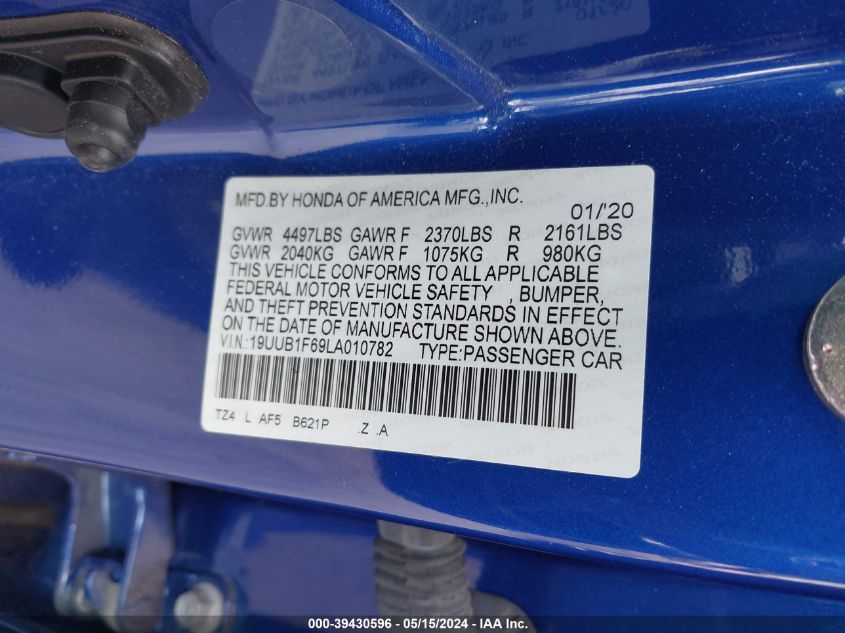 MFD.BY HONDA OF AMERICA MFG.,INC.
01/'20
GVWR 4497LBS GAWR F 2370LBS R 2161LBS
GVWR 2040KG GAWR F 1075KG R 980KG
THIS VEHICLE CONFORMS TO ALL APPLICABLE
FEDERAL MOTOR VEHICLE SAFETY , BUMPER,
AND THEFT PREVENTION STANDARDS IN EFFECT
ON THE DATE OF MANUFACTURE SHOWN ABOVE.
V.I.N.:19UUB1F69LA010782 TYPE:PASSENGER CAR
TZ4 L AF5 B621P .Z .A
000-39430596 - 05/15/2024 - IAA Inc.